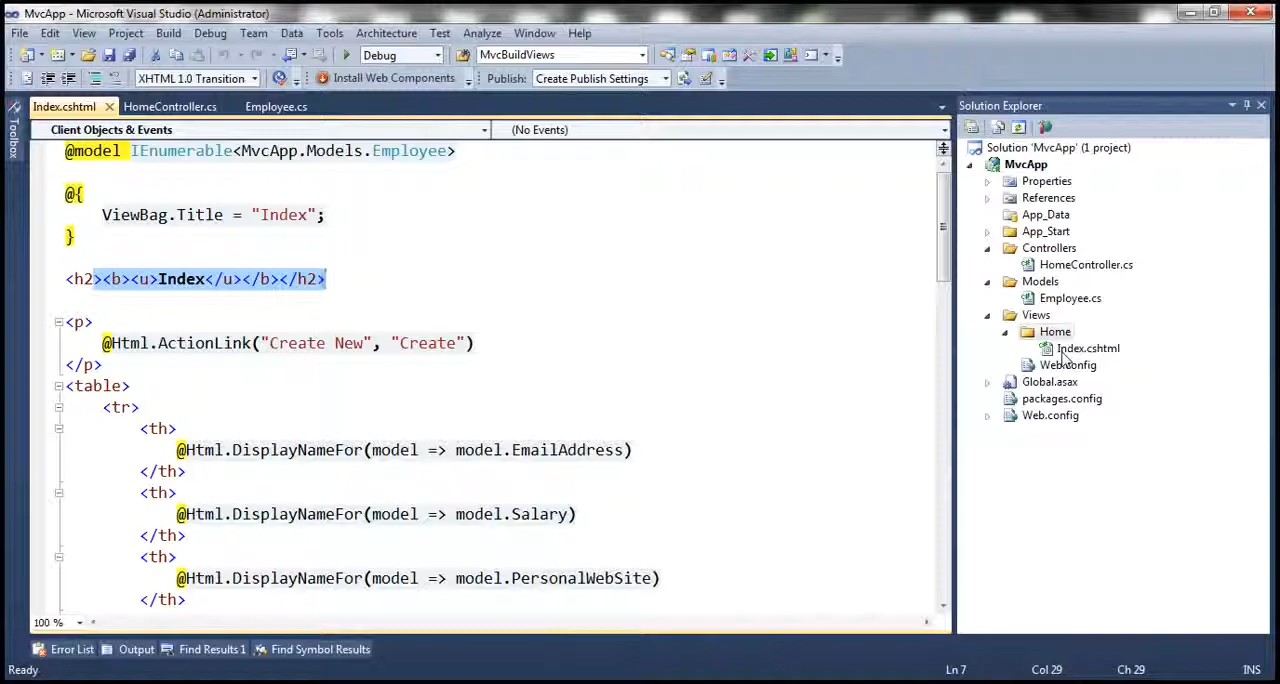 MvcApp - Microsoft Visual Studio (Administrator)
File Edit View Project Build Debug Team Data Tools Architecture Test Analyze Window Help
Debug MvcBuildViews
XHTML 1.0 Transition Install Web Components Publish: Create Publish Settings
Toolbox
Index.cshtml HomeController.cs Employee.cs
Client Objects & Events (No Events)
@model IEnumerable<MvcApp.Models.Employee>
@{
ViewBag.Title = "Index";
}
<h2><b><u>Index</u></b></h2>
<p>
@Html.ActionLink("Create New", "Create")
</p>
<table>
<tr>
<th>
@Html.DisplayNameFor(model => model.EmailAddress)
</th>
<th>
@Html.DisplayNameFor(model => model.Salary)
</th>
<th>
@Html.DisplayNameFor(model => model.PersonalWebSite)
</th>
100 %
Solution Explorer
Solution 'MvcApp' (1 project)
MvcApp
Properties
References
App_Data
App_Start
Controllers
HomeController.cs
Models
Employee.cs
Views
Home
Index.cshtml
Web.config
Global.asax
packages.config
Web.config
Error List Output Find Results 1 Find Symbol Results
Ready Ln 7 Col 29 Ch 29 INS